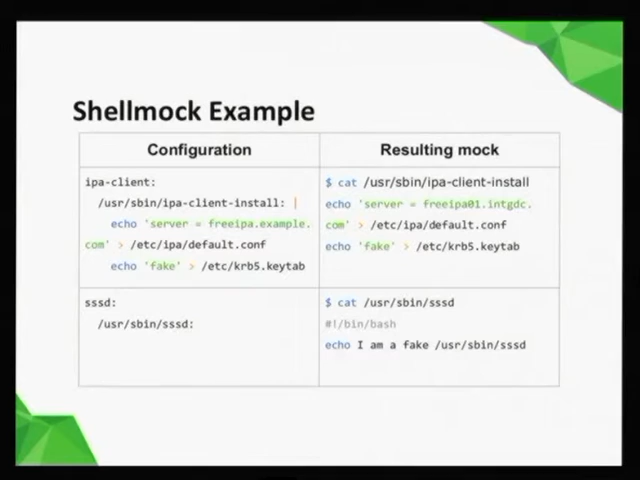 Shellmock Example
Configuration
Resulting mock
ipa-client:
/usr/sbin/ipa-client-install: |
echo 'server = freeipa.example.
com' > /etc/ipa/default.conf
echo 'fake' > /etc/krb5.keytab
$ cat /usr/sbin/ipa-client-install
echo 'server = freeipa01.intgdc.
com' > /etc/ipa/default.conf
echo 'fake' > /etc/krb5.keytab
sssd:
/usr/sbin/sssd:
$ cat /usr/sbin/sssd
#!/bin/bash
echo I am a fake /usr/sbin/sssd